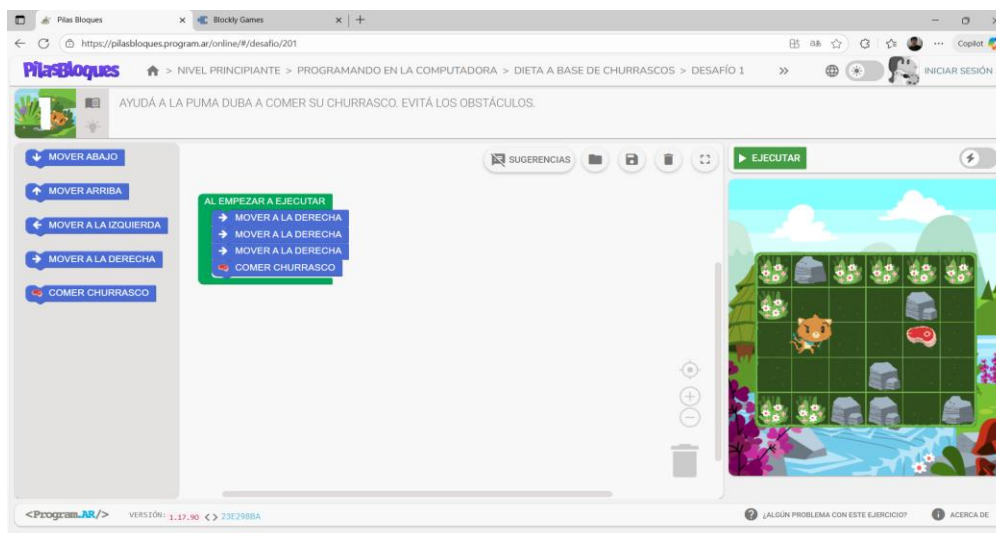 Pilas Bloques
Blockly Games
https://pilasbloques.program.ar/online/#/desafio/201
Copilot
PilasBloques
> NIVEL PRINCIPIANTE > PROGRAMANDO EN LA COMPUTADORA > DIETA A BASE DE CHURRASCOS > DESAFÍO 1
INICIAR SESIÓN
1
AYUDÁ A LA PUMA DUBA A COMER SU CHURRASCO. EVITÁ LOS OBSTÁCULOS.
MOVER ABAJO
MOVER ARRIBA
MOVER A LA IZQUIERDA
MOVER A LA DERECHA
COMER CHURRASCO
SUGERENCIAS
AL EMPEZAR A EJECUTAR
MOVER A LA DERECHA
MOVER A LA DERECHA
MOVER A LA DERECHA
COMER CHURRASCO
EJECUTAR
<Program.AR/>
VERSIÓN: 1.17.90 <> 23E298BA
¿ALGÚN PROBLEMA CON ESTE EJERCICIO?
ACERCA DE